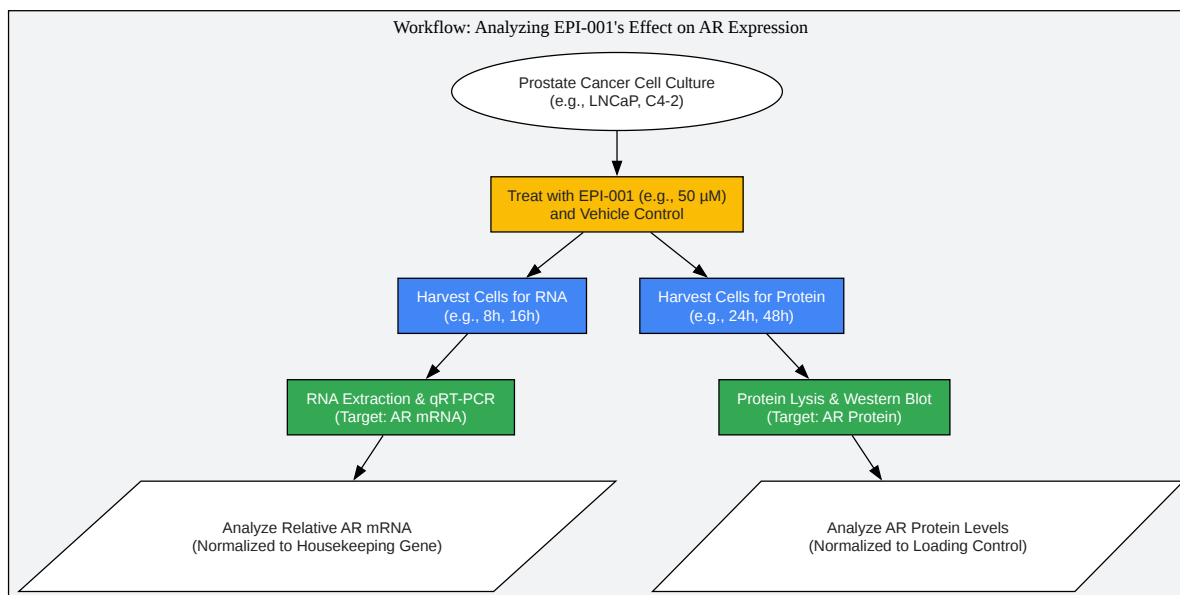 Workflow: Analyzing EPI-001's Effect on AR Expression
Prostate Cancer Cell Culture
(e.g., LNCaP, C4-2)
Treat with EPI-001 (e.g., 50 µM)
and Vehicle Control
Harvest Cells for RNA
(e.g., 8h, 16h)
Harvest Cells for Protein
(e.g., 24h, 48h)
RNA Extraction & qRT-PCR
(Target: AR mRNA)
Protein Lysis & Western Blot
(Target: AR Protein)
Analyze Relative AR mRNA
(Normalized to Housekeeping Gene)
Analyze AR Protein Levels
(Normalized to Loading Control)